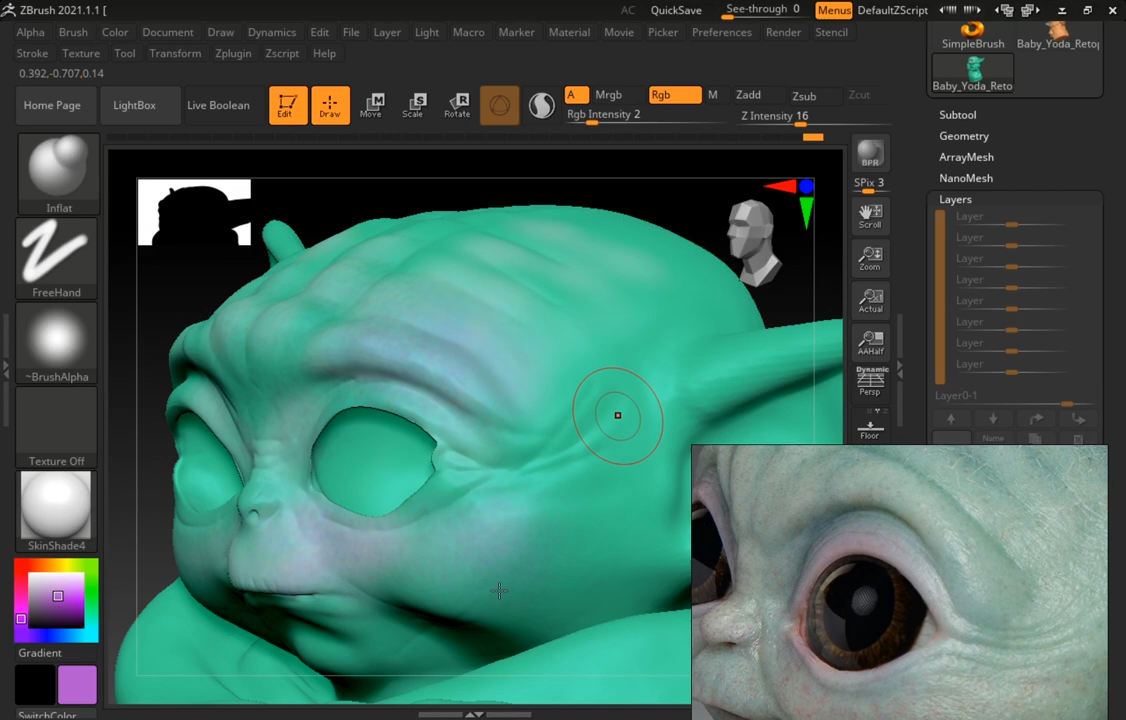 ZBrush 2021.1.1 [
AC
QuickSave
See-through 0
Menus
DefaultZScript
Alpha Brush Color Document Draw Dynamics Edit File Layer Light Macro Marker Material Movie Picker Preferences Render Stencil
Stroke Texture Tool Transform Zplugin Zscript Help
0.392,-0.707,0.14
Home Page
LightBox
Live Boolean
Edit
Draw
Move
Scale
Rotate
A
Mrgb
Rgb
M
Zadd
Zsub
Zcut
Rgb Intensity 2
Z Intensity 16
SimpleBrush
Baby_Yoda_Reto
Baby_Yoda_Reto
Inflat
FreeHand
~BrushAlpha
Texture Off
SkinShade4
Gradient
SwitchColor
BPR
SPix 3
Scroll
Zoom
Actual
AAHalf
Dynamic
Persp
Floor
Subtool
Geometry
ArrayMesh
NanoMesh
Layers
Layer
Layer
Layer
Layer
Layer
Layer
Layer
Layer
Layer0-1
Name